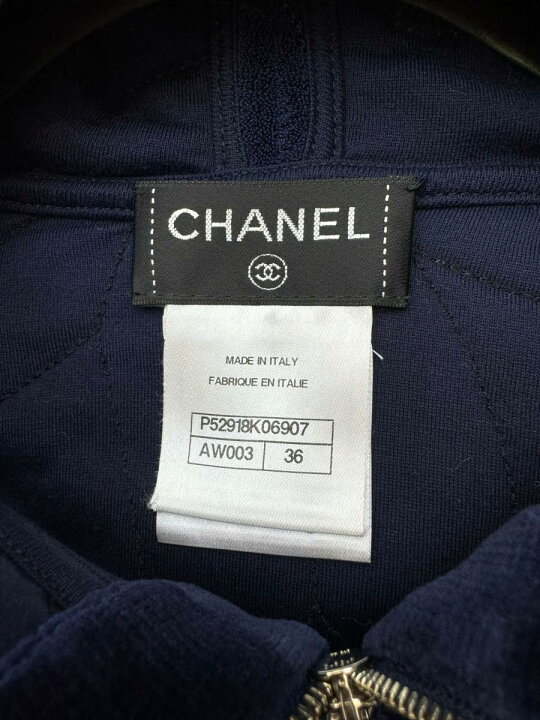 CHANEL
MADE IN ITALY
FABRIQUE EN ITALIE
P52918K06907
AW003 36